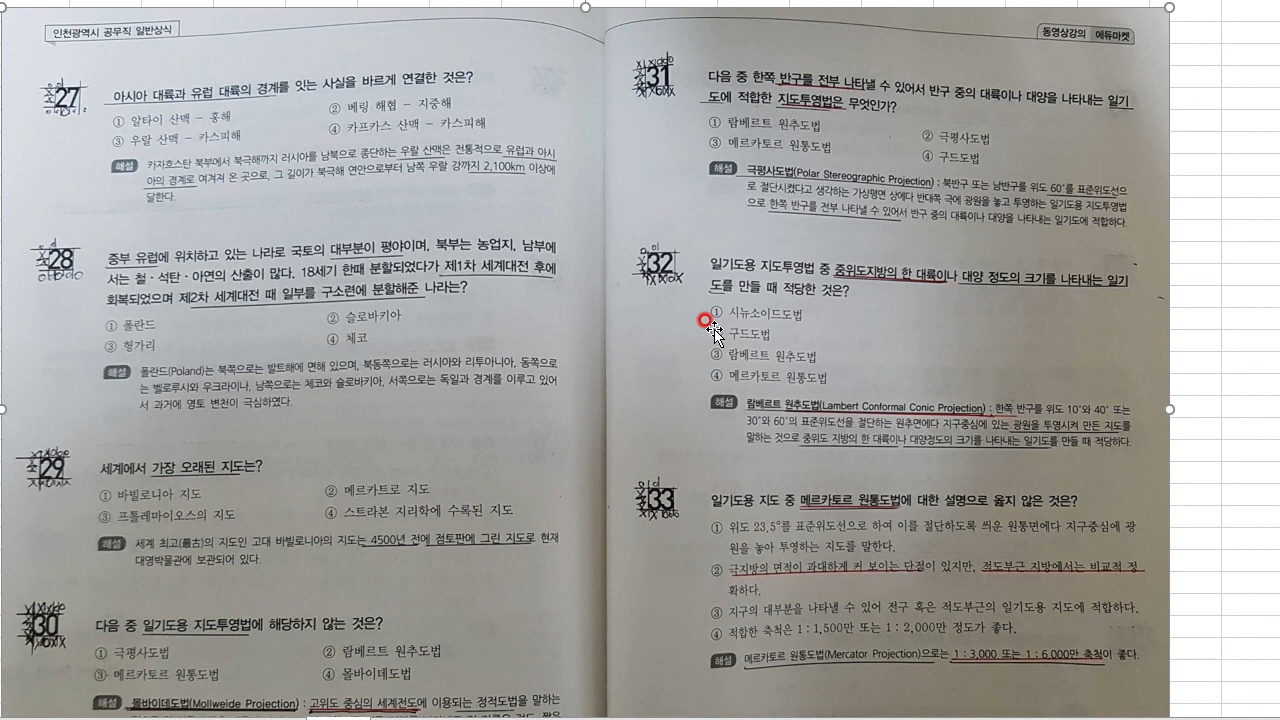 인천광역시 공무직 일반상식
27
아시아 대륙과 유럽 대륙의 경계를 잇는 사실을 바르게 연결한 것은?
① 알타이 산맥 – 홍해
② 베링 해협 – 지중해
③ 우랄 산맥 – 카스피해
④ 카프카스 산맥 – 카스피해
해설
카자흐스탄 북부에서 북극해까지 러시아를 남북으로 종단하는 우랄 산맥은 전통적으로 유럽과 아시
아의 경계로 여겨져 온 곳으로, 그 길이가 북극해 연안으로부터 남쪽 우랄 강까지 2,100km 이상에
달한다.
28
중부 유럽에 위치하고 있는 나라로 국토의 대부분이 평야이며, 북부는 농업지, 남부에
서는 철·석탄·아연의 산출이 많다. 18세기 한때 분할되었다가 제1차 세계대전 후에
회복되었으며 제2차 세계대전 때 일부를 구소련에 분할해준 나라는?
① 폴란드
② 슬로바키아
③ 헝가리
④ 체코
해설
폴란드(Poland)는 북쪽으로는 발트해에 면해 있으며, 북동쪽으로는 러시아와 리투아니아, 동쪽으로
는 벨로루시와 우크라이나, 남쪽으로는 체코와 슬로바키아, 서쪽으로는 독일과 경계를 이루고 있어
서 과거에 영토 변천이 극심하였다.
29
세계에서 가장 오래된 지도는?
① 바빌로니아 지도
② 메르카트로 지도
③ 프톨레마이오스의 지도
④ 스트라본 지리학에 수록된 지도
해설
세계 최고(最古)의 지도인 고대 바빌로니아의 지도는 4500년 전에 점토판에 그린 지도로 현재
대영박물관에 보관되어 있다.
30
다음 중 일기도용 지도투영법에 해당하지 않는 것은?
① 극평사도법
② 람베르트 원추도법
③ 메르카토르 원통도법
④ 몰바이데도법
해설
몰바이데도법(Mollweide Projection) : 고위도 중심의 세계전도에 이용되는 정적도법을 말하는
동영상강의 에듀마켓
31
다음 중 한쪽 반구를 전부 나타낼 수 있어서 반구 중의 대륙이나 대양을 나타내는 일기
도에 적합한 지도투영법은 무엇인가?
① 람베르트 원추도법
② 극평사도법
③ 메르카토르 원통도법
④ 구드도법
해설
극평사도법(Polar Stereographic Projection) : 북반구 또는 남반구를 위도 60°를 표준위도선으
로 절단시켰다고 생각하는 가상평면 상에다 반대쪽 극에 광원을 놓고 투영하는 일기도용 지도투영법
으로 한쪽 반구를 전부 나타낼 수 있어서 반구 중의 대륙이나 대양을 나타내는 일기도에 적합하다.
32
일기도용 지도투영법 중 중위도지방의 한 대륙이나 대양 정도의 크기를 나타내는 일기
도를 만들 때 적당한 것은?
① 시뉴소이드도법
구드도법
③ 람베르트 원추도법
④ 메르카토르 원통도법
해설
람베르트 원추도법(Lambert Conformal Conic Projection) : 한쪽 반구를 위도 10°와 40° 또는
30°와 60°의 표준위도선을 절단하는 원추면에다 지구중심에 있는 광원을 투영시켜 만든 지도를
말하는 것으로 중위도 지방의 한 대륙이나 대양정도의 크기를 나타내는 일기도를 만들 때 적당하다.
33
일기도용 지도 중 메르카토르 원통도법에 대한 설명으로 옳지 않은 것은?
① 위도 23.5°를 표준위도선으로 하여 이를 절단하도록 씌운 원통면에다 지구중심에 광
원을 놓아 투영하는 지도를 말한다.
② 극지방의 면적이 과대하게 커 보이는 단점이 있지만, 적도부근 지방에서는 비교적 정
확하다.
③ 지구의 대부분을 나타낼 수 있어 전구 혹은 적도부근의 일기도용 지도에 적합하다.
④ 적합한 축척은 1 : 1,500만 또는 1 : 2,000만 정도가 좋다.
해설
메르카토르 원통도법(Mercator Projection)으로는 1 : 3,000 또는 1 : 6,000만 축척이 좋다.